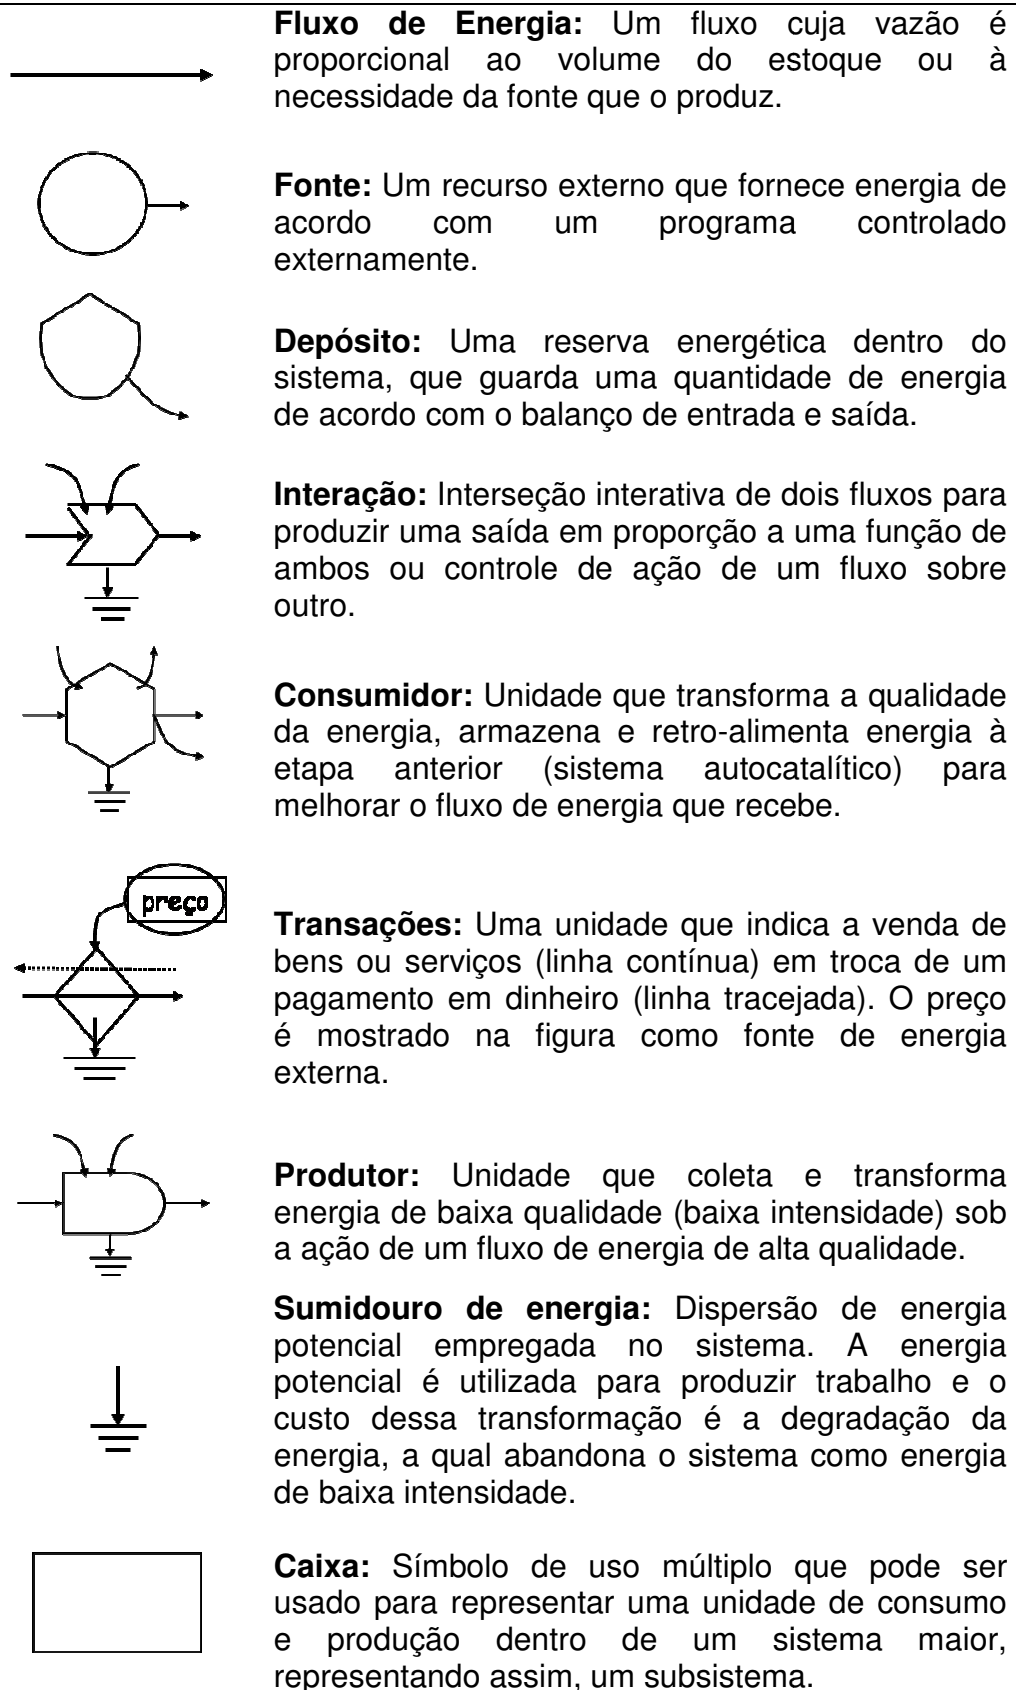 Fluxo de Energia: Um fluxo cuja vazão é
proporcional ao volume do estoque ou à
necessidade da fonte que o produz.
Fonte: Um recurso externo que fornece energia de
acordo com um programa controlado
externamente.
Depósito: Uma reserva energética dentro do
sistema, que guarda uma quantidade de energia
de acordo com o balanço de entrada e saída.
Interação: Interseção interativa de dois fluxos para
produzir uma saída em proporção a uma função de
ambos ou controle de ação de um fluxo sobre
outro.
Consumidor: Unidade que transforma a qualidade
da energia, armazena e retro-alimenta energia à
etapa anterior (sistema autocatalítico) para
melhorar o fluxo de energia que recebe.
preço
Transações: Uma unidade que indica a venda de
bens ou serviços (linha contínua) em troca de um
pagamento em dinheiro (linha tracejada). O preço
é mostrado na figura como fonte de energia
externa.
Produtor: Unidade que coleta e transforma
energia de baixa qualidade (baixa intensidade) sob
a ação de um fluxo de energia de alta qualidade.
Sumidouro de energia: Dispersão de energia
potencial empregada no sistema. A energia
potencial é utilizada para produzir trabalho e o
custo dessa transformação é a degradação da
energia, a qual abandona o sistema como energia
de baixa intensidade.
Caixa: Símbolo de uso múltiplo que pode ser
usado para representar uma unidade de consumo
e produção dentro de um sistema maior,
representando assim, um subsistema.